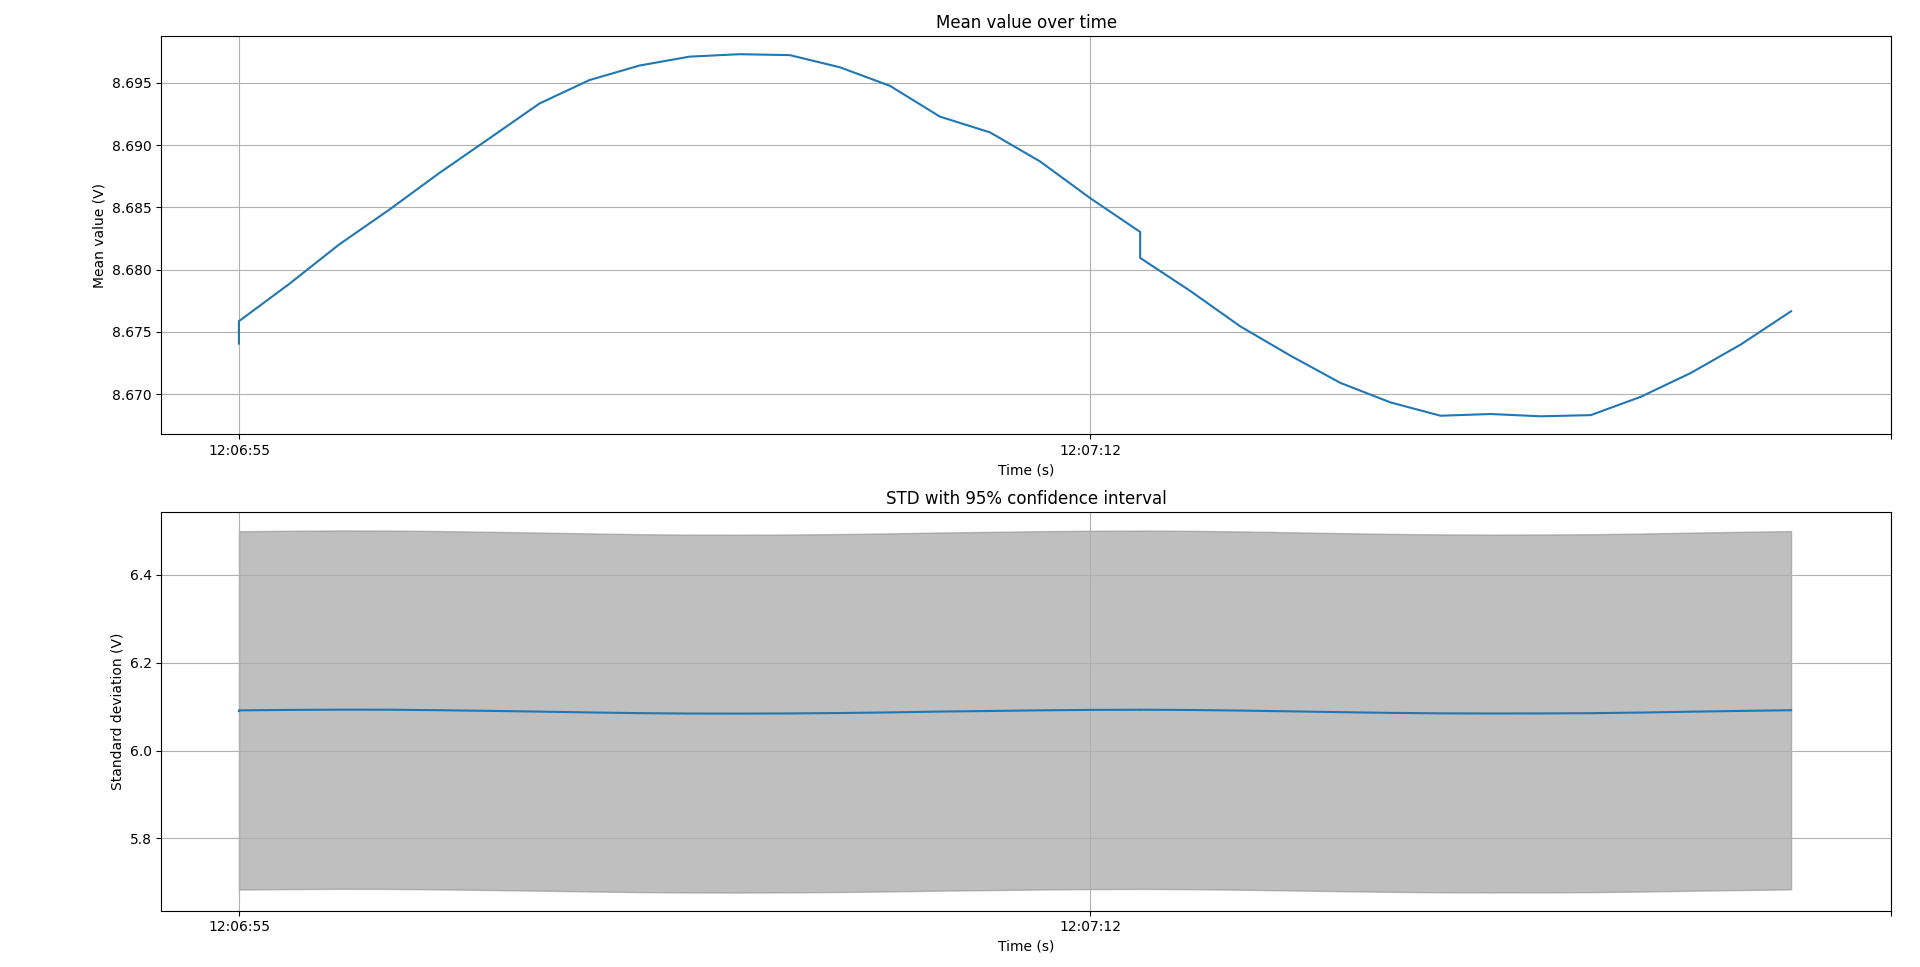 Mean value over time
8.695
8.690
8.685
8.680
8.675
8.670
Mean value (V)
12:06:55
12:07:12
Time (s)
STD with 95% confidence interval
6.4
6.2
6.0
5.8
Standard deviation (V)
12:06:55
12:07:12
Time (s)